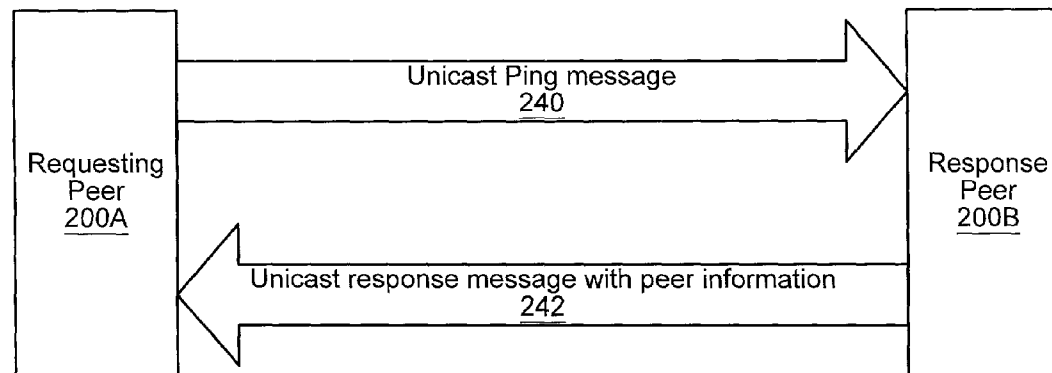 Requesting
Peer
200A
Unicast Ping message
240
Unicast response message with peer information
242
Response
Peer
200B